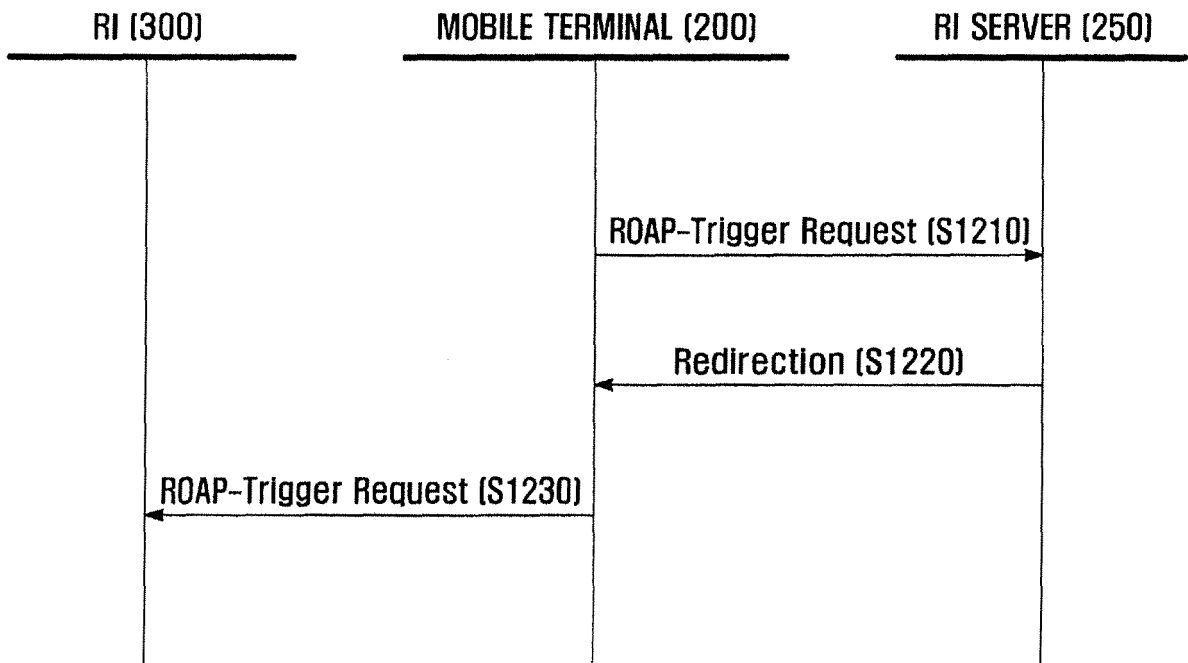 RI (300)
MOBILE TERMINAL (200)
RI SERVER (250)
ROAP-Trigger Request (S1210)
Redirection (S1220)
ROAP-Trigger Request (S1230)